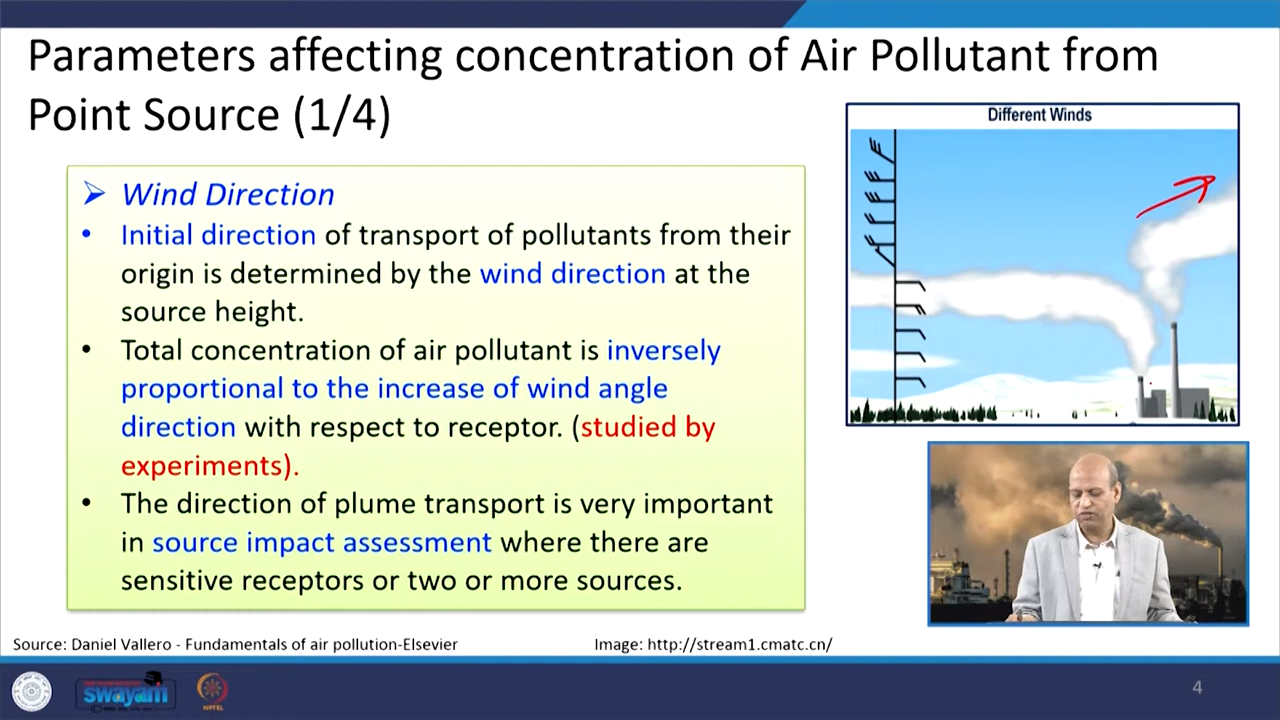 Parameters affecting concentration of Air Pollutant from
Point Source (1/4)
Different Winds
Wind Direction
Initial direction of transport of pollutants from their
origin is determined by the wind direction at the
source height.
Total concentration of air pollutant is inversely
proportional to the increase of wind angle
direction with respect to receptor. (studied by
experiments).
The direction of plume transport is very important
in source impact assessment where there are
sensitive receptors or two or more sources.
Source: Daniel Vallero - Fundamentals of air pollution-Elsevier
Image: http://stream1.cmatc.cn/
swayam
NPTEL
4